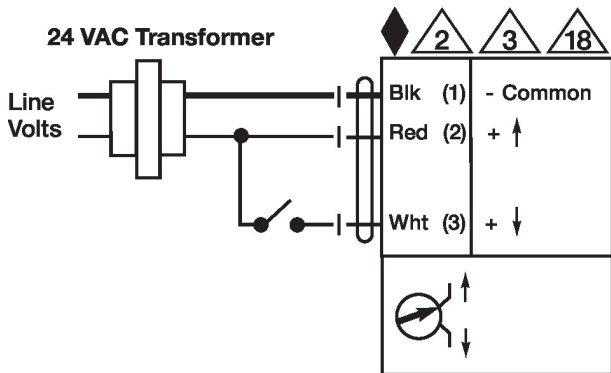 24 VAC Transformer
2 3 18
Line
Volts
Blk (1) - Common
Red (2) +
Wht (3) +